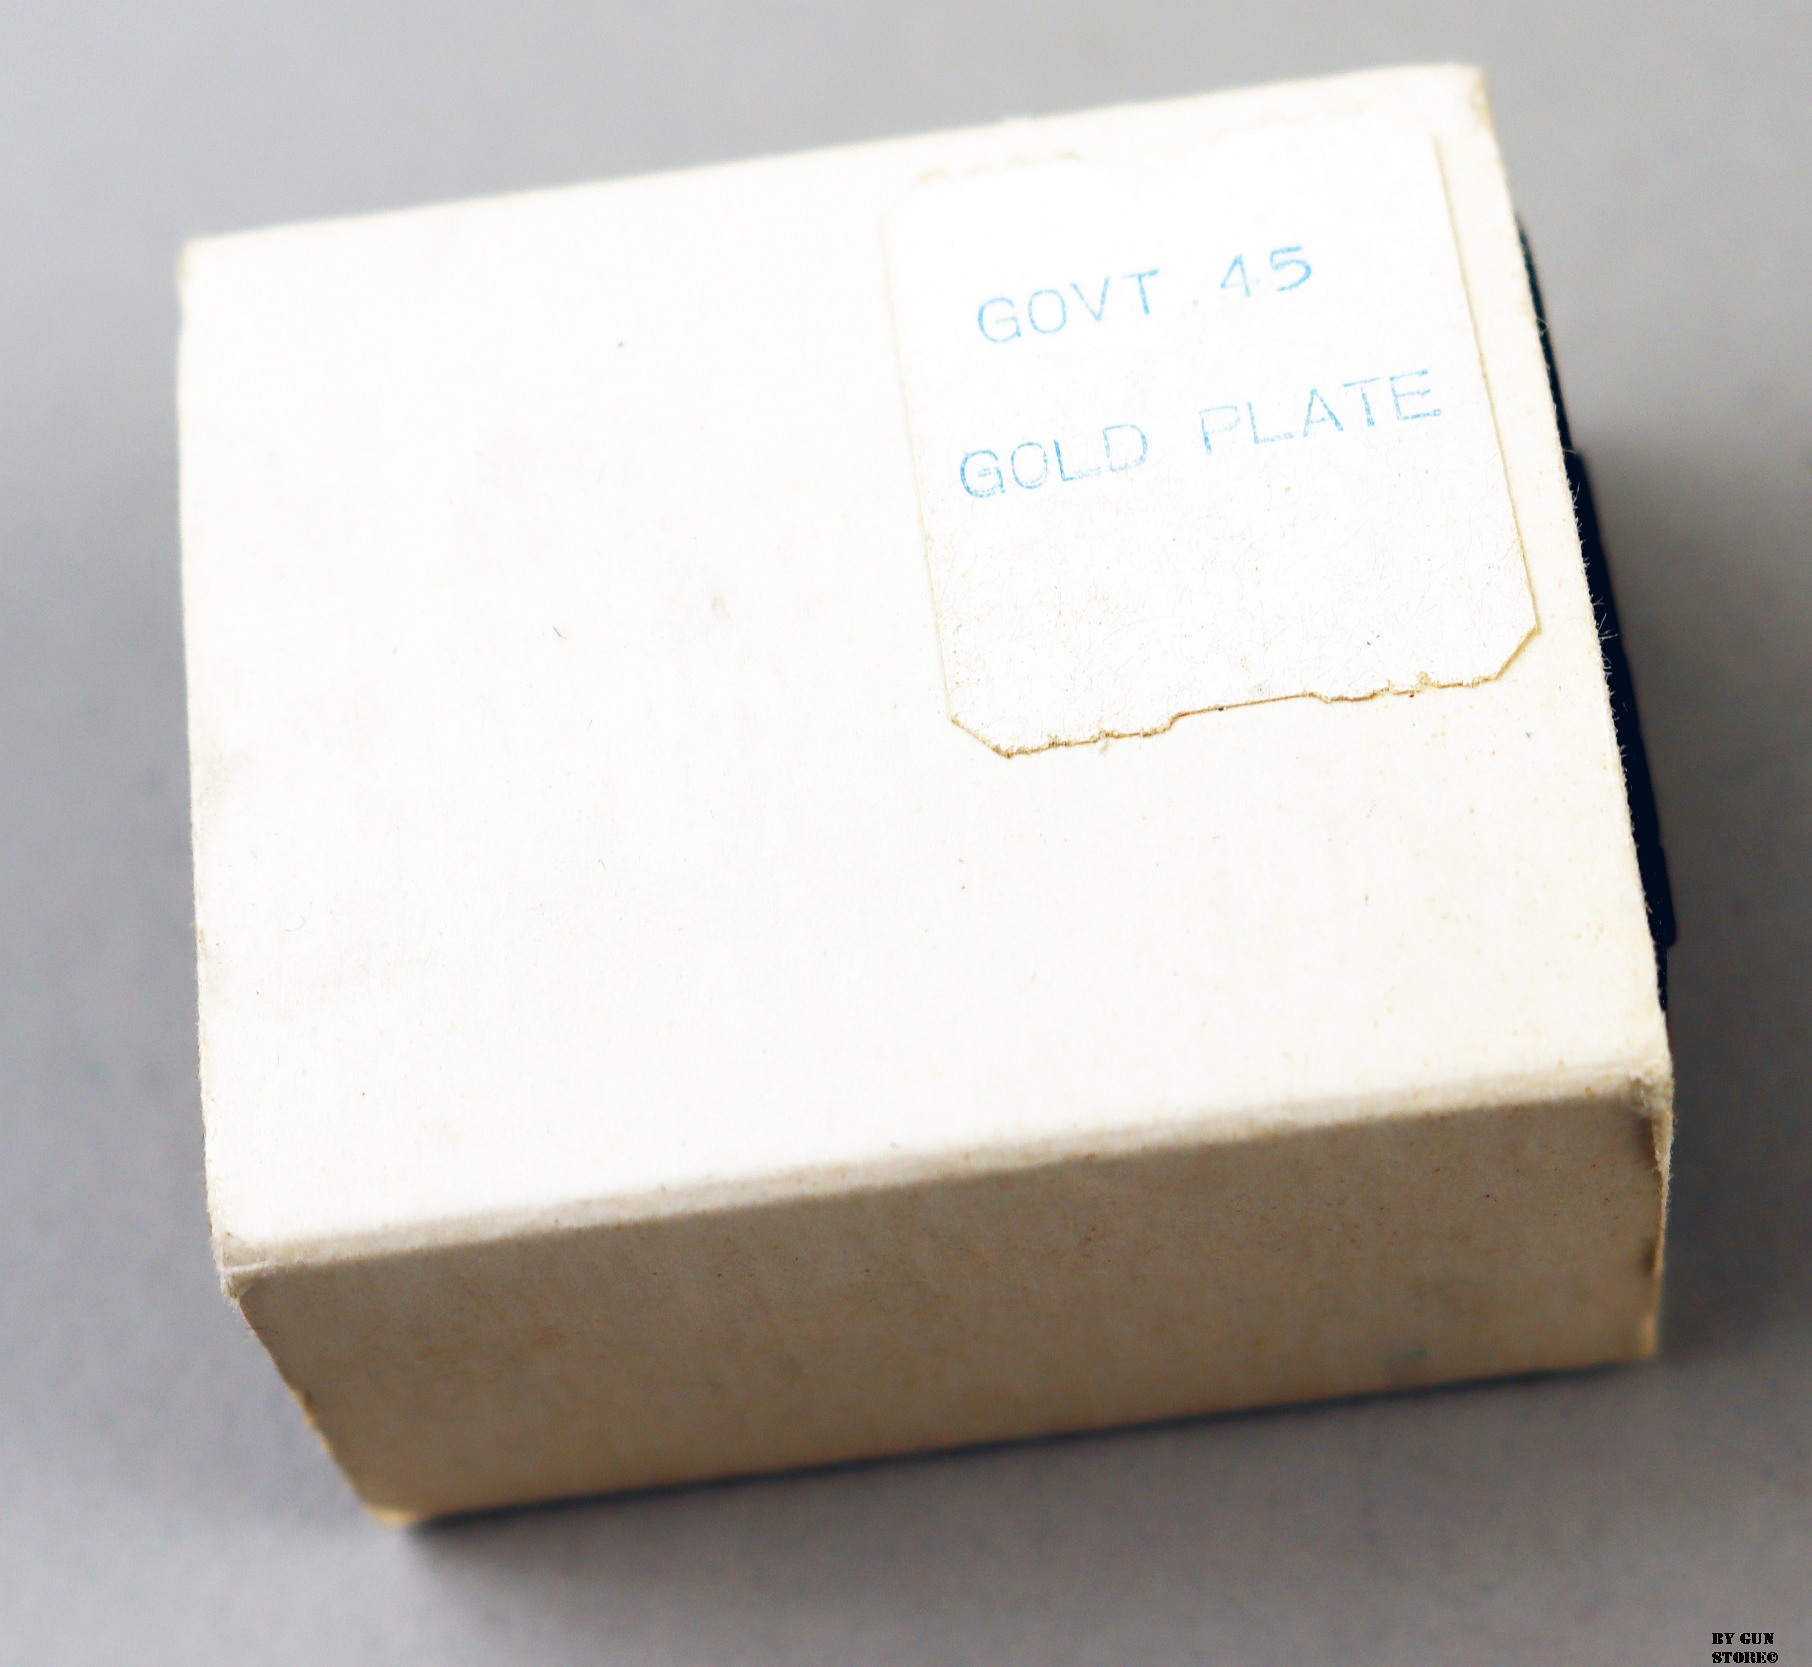 GOVT .45
GOLD PLATE
BY GUN
STORE©